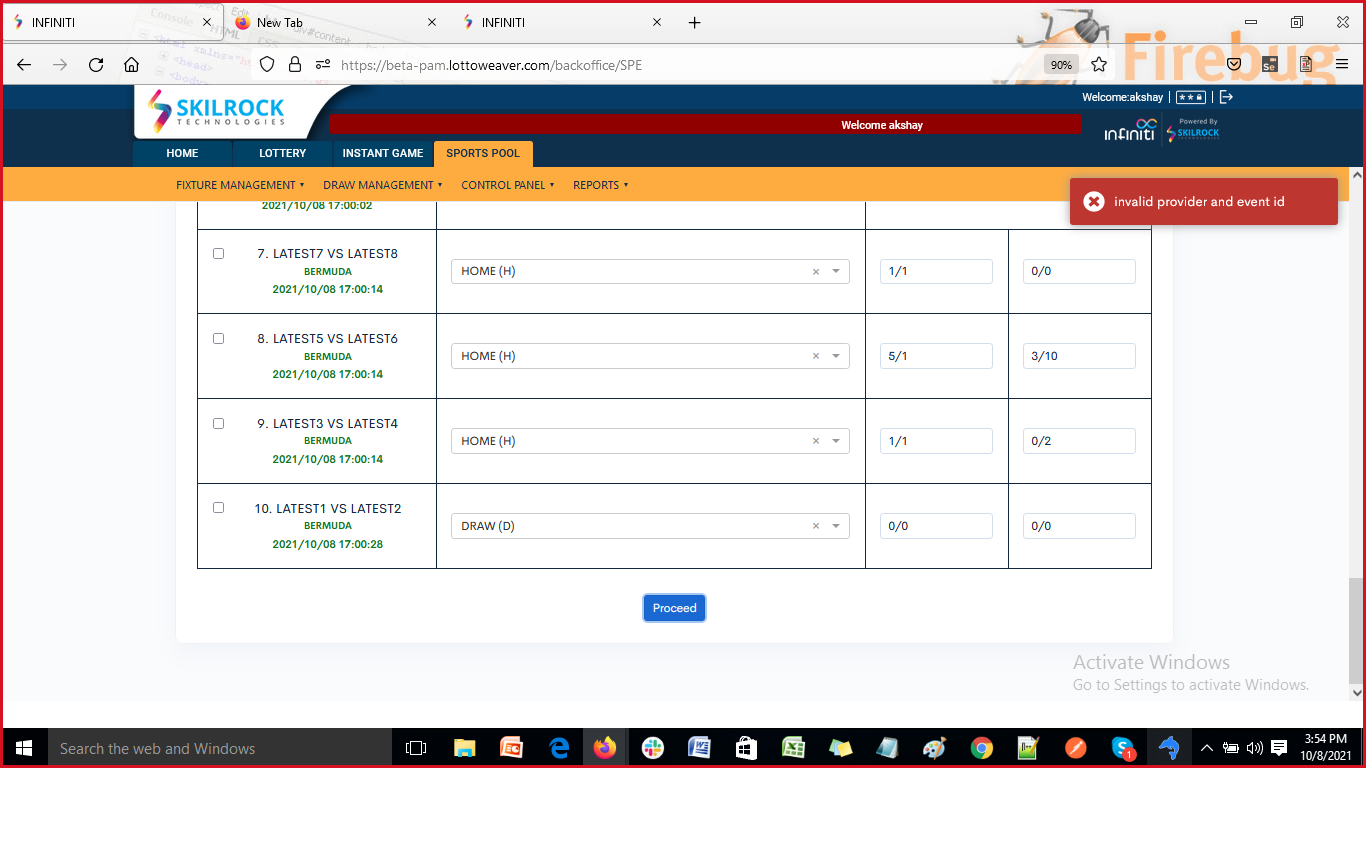 INFINITI
New Tab
INFINITI
https://beta-pam.lottoweaver.com/backoffice/SPE
90%
Firebug
SKILROCK
TECHNOLOGIES
Welcome:akshay
Welcome akshay
infiniti
Powered By
SKILROCK
HOME
LOTTERY
INSTANT GAME
SPORTS POOL
FIXTURE MANAGEMENT
DRAW MANAGEMENT
CONTROL PANEL
REPORTS
invalid provider and event id
2021/10/08 17:00:02
7. LATEST7 VS LATEST8
BERMUDA
2021/10/08 17:00:14
HOME (H)
1/1
0/0
8. LATEST5 VS LATEST6
BERMUDA
2021/10/08 17:00:14
HOME (H)
5/1
3/10
9. LATEST3 VS LATEST4
BERMUDA
2021/10/08 17:00:14
HOME (H)
1/1
0/2
10. LATEST1 VS LATEST2
BERMUDA
2021/10/08 17:00:28
DRAW (D)
0/0
0/0
Proceed
Activate Windows
Go to Settings to activate Windows.
Search the web and Windows
1
3:54 PM
10/8/2021